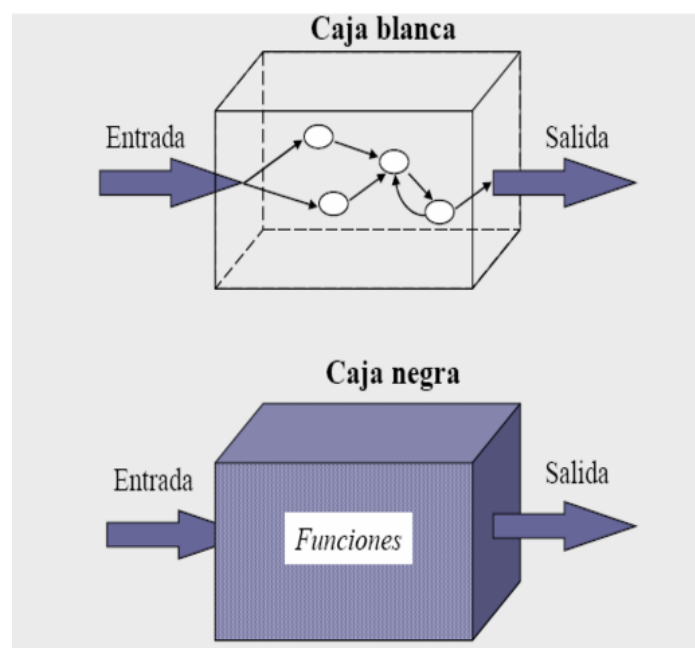 Caja blanca
Entrada
Salida
Caja negra
Entrada
Salida
Funciones